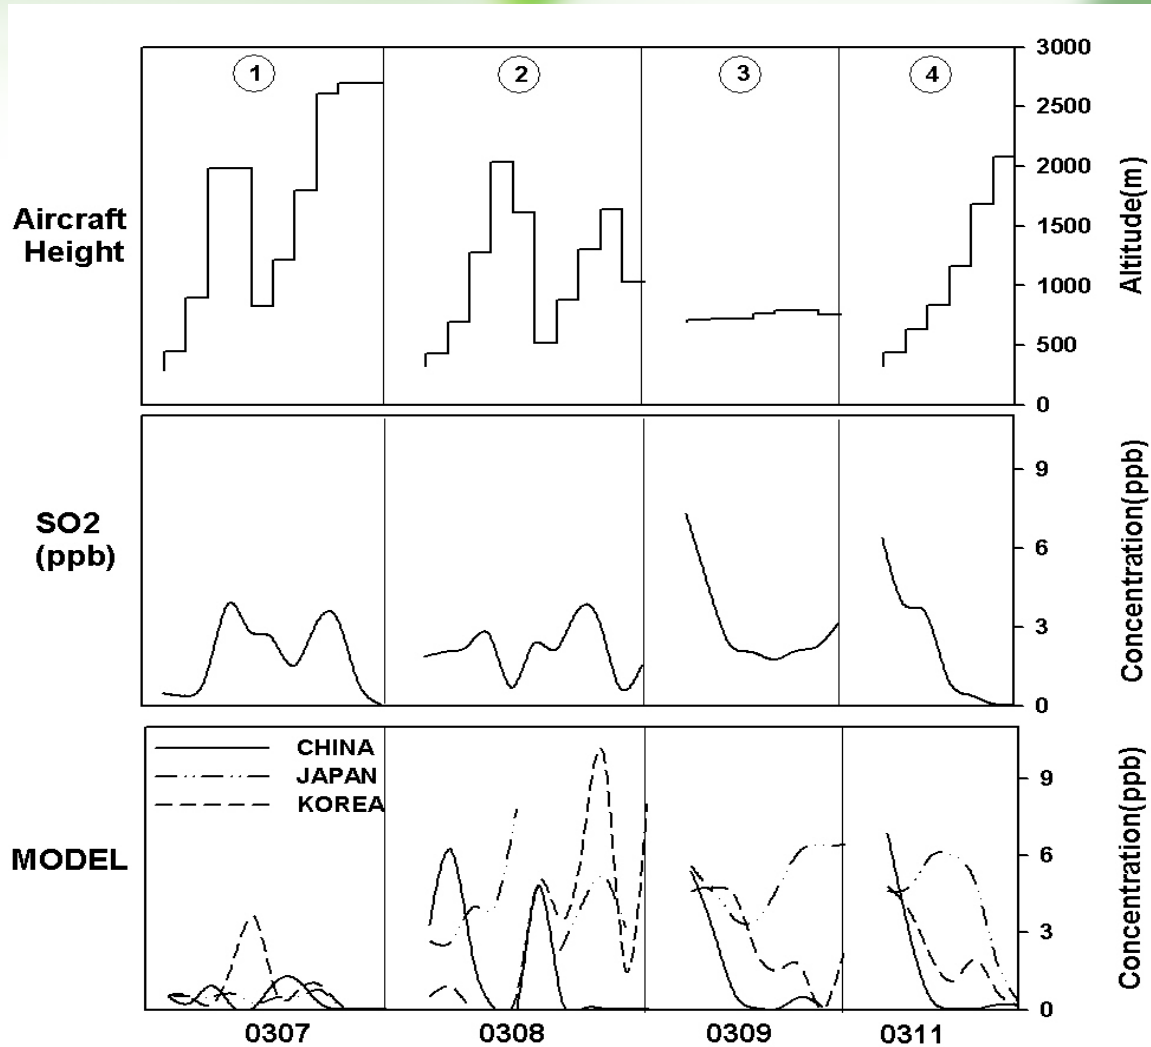 1 2 3 4
3000
2500
2000
1500
1000
500
0
Aircraft
Height
Altitude(m)
SO2
(ppb)
9
6
3
0
Concentration(ppb)
CHINA
JAPAN
KOREA
MODEL
9
6
3
0
Concentration(ppb)
0307 0308 0309 0311